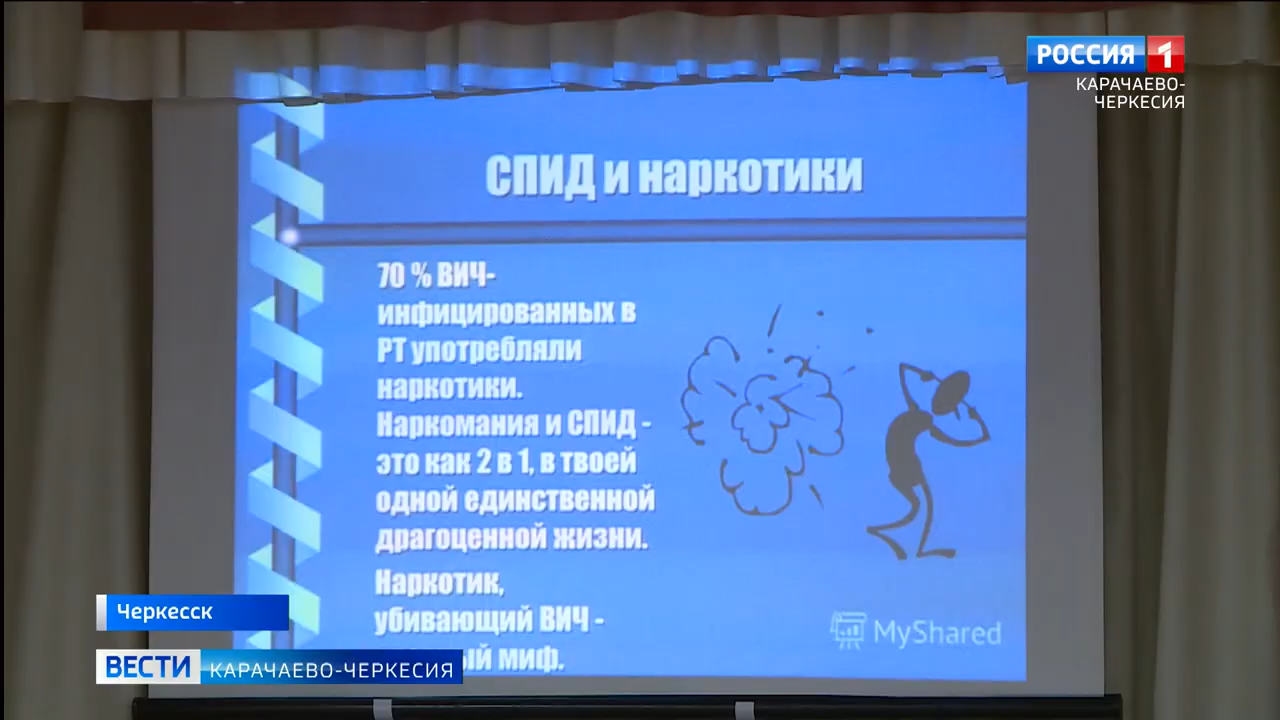 РОССИЯ 1
КАРАЧАЕВО-
ЧЕРКЕСИЯ
СПИД и наркотики
70 % ВИЧ-
инфицированных в
РТ употребляли
наркотики.
Наркомания и СПИД -
это как 2 в 1, в твоей
одной единственной
драгоценной жизни.
Наркотик,
убивающий ВИЧ -
миф.
MyShared
Черкесск
ВЕСТИ КАРАЧАЕВО-ЧЕРКЕСИЯ